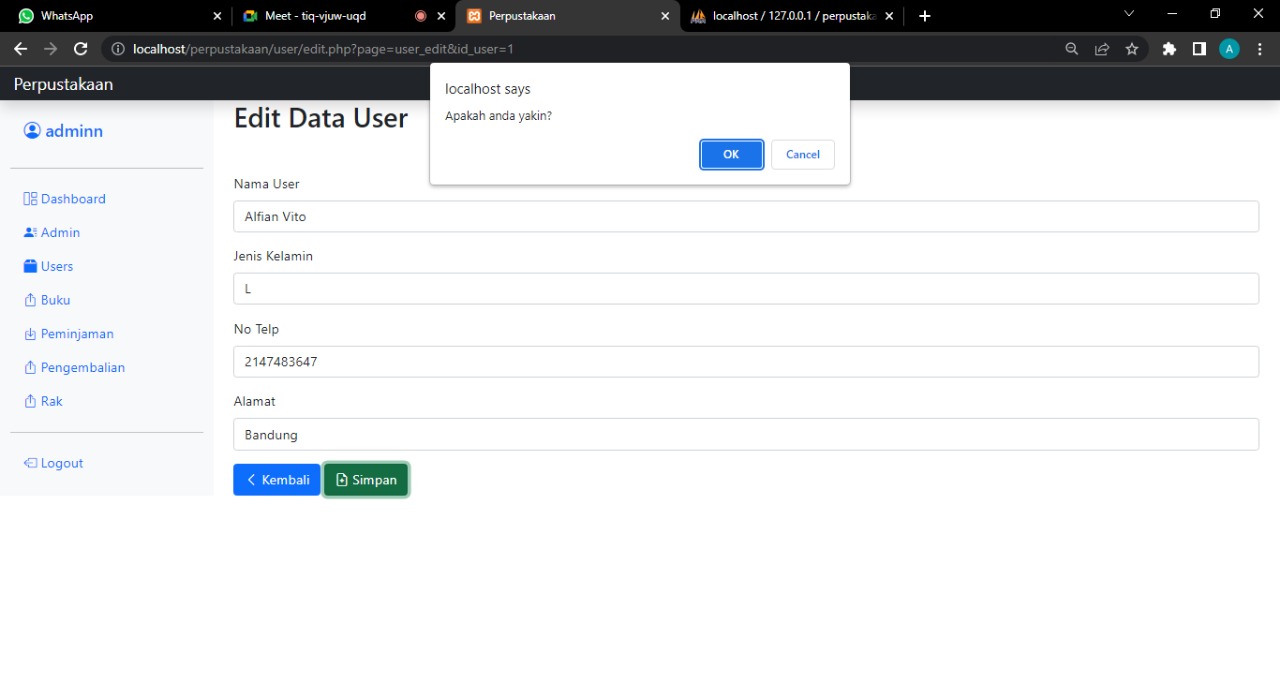 WhatsApp
Meet - tiq-vjuw-uqd
Perpustakaan
localhost / 127.0.0.1 / perpustaka
localhost/perpustakaan/user/edit.php?page=user_edit&id_user=1
A
Perpustakaan
localhost says
Apakah anda yakin?
OK
Cancel
adminn
Dashboard
Admin
Users
Buku
Peminjaman
Pengembalian
Rak
Logout
Edit Data User
Nama User
Alfian Vito
Jenis Kelamin
L
No Telp
2147483647
Alamat
Bandung
Kembali
Simpan